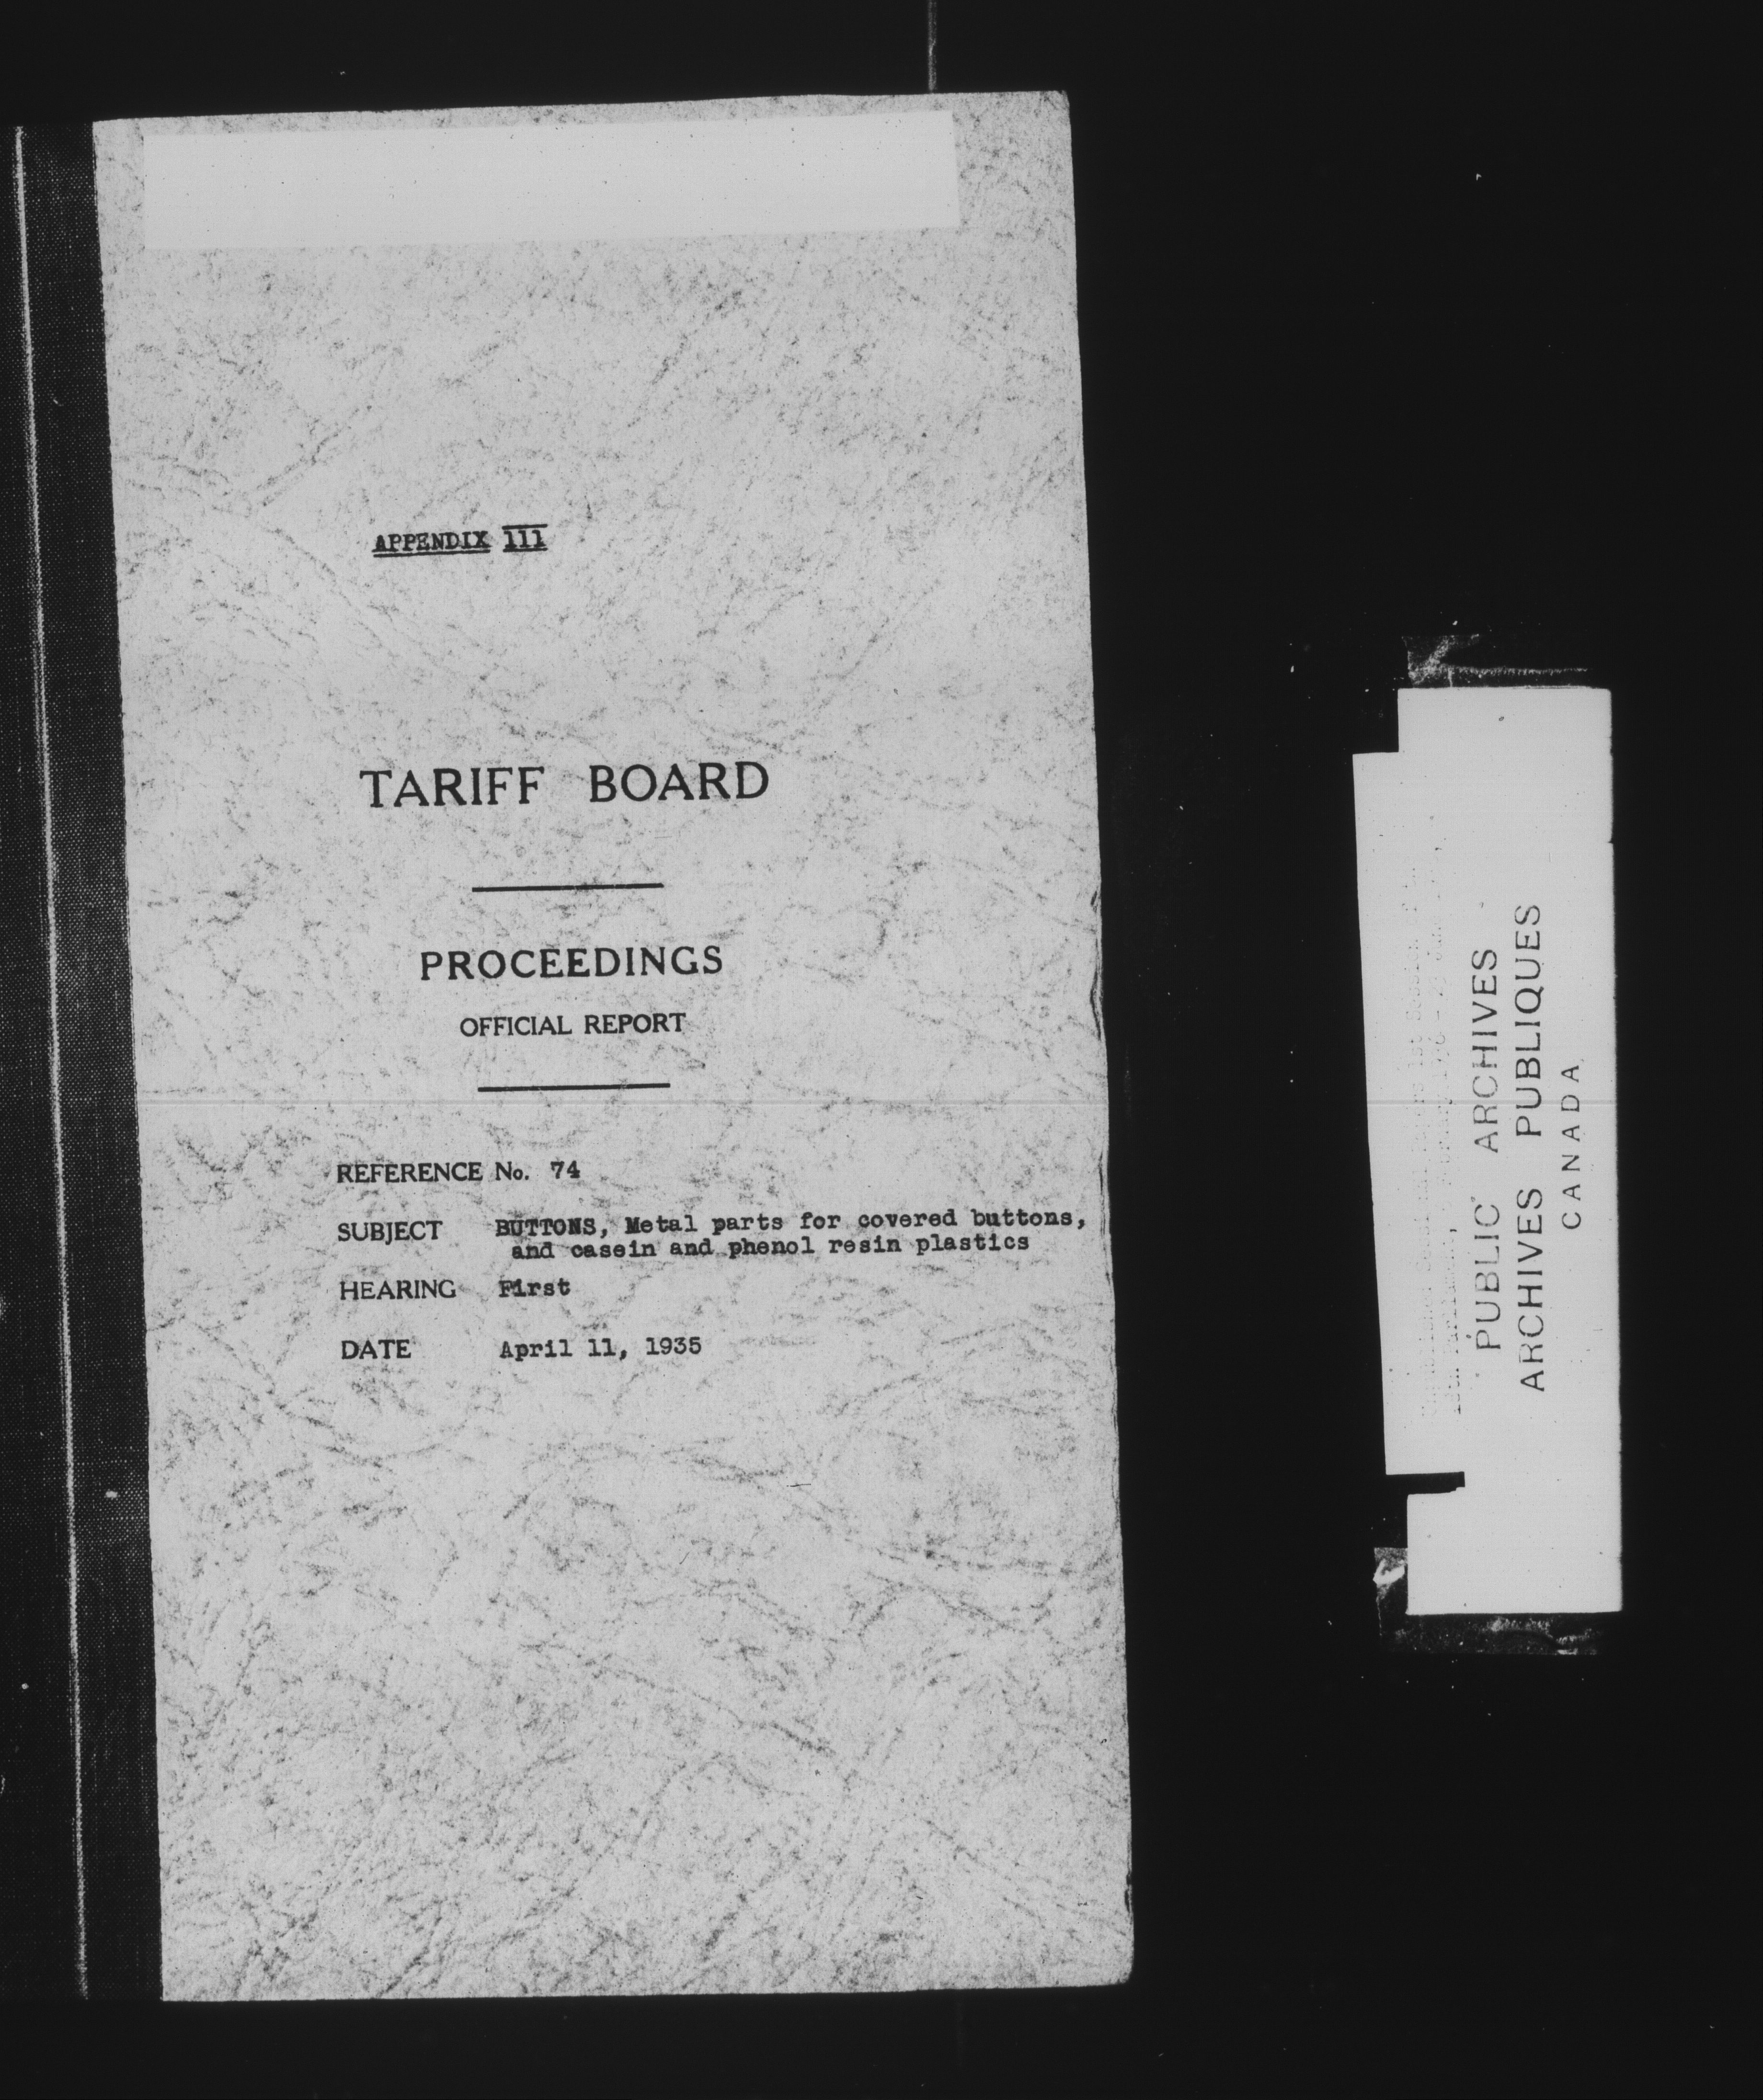 APPENDIX 111
TARIFF BOARD
PROCEEDINGS
OFFICIAL REPORT
REFERENCE No. 74
SUBJECT BUTTONS, Metal parts for covered buttons,
and casein and phenol resin plastics
HEARING First
DATE April 11, 1935
PUBLIC ARCHIVES
ARCHIVES PUBLIQUES
CANADA